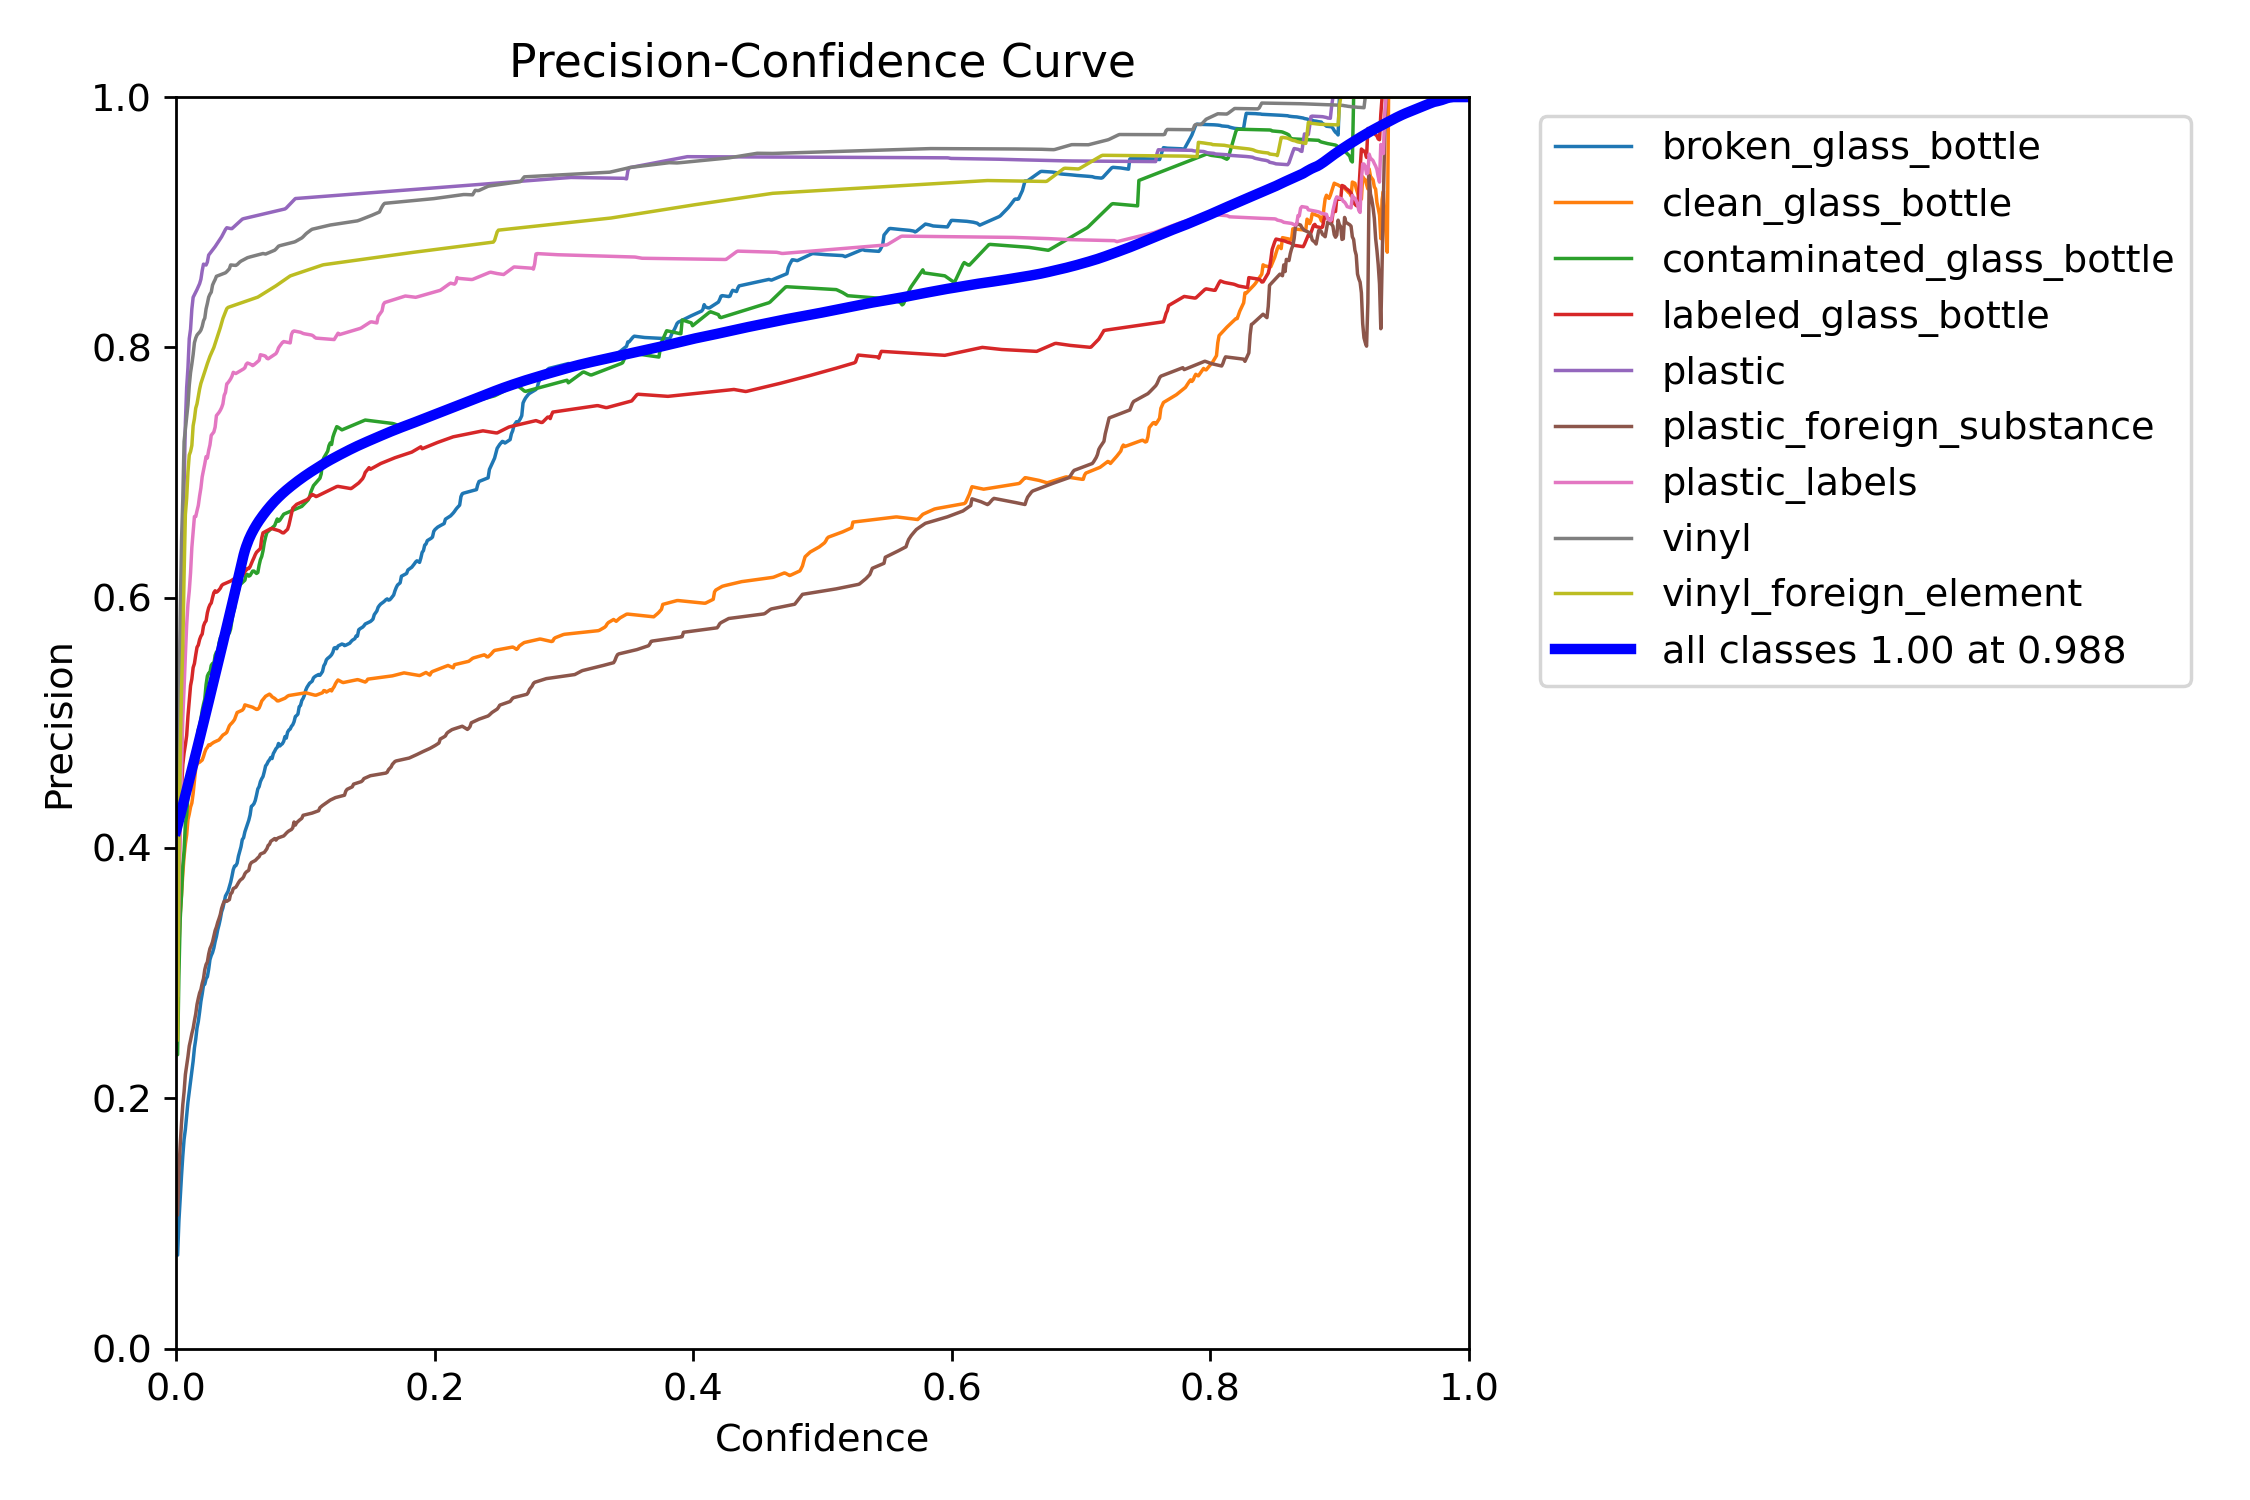 Precision-Confidence Curve
1.0
0.8
0.6
0.4
0.2
0.0
Precision
0.0 0.2 0.4 0.6 0.8 1.0
Confidence
broken_glass_bottle
clean_glass_bottle
contaminated_glass_bottle
labeled_glass_bottle
plastic
plastic_foreign_substance
plastic_labels
vinyl
vinyl_foreign_element
all classes 1.00 at 0.988